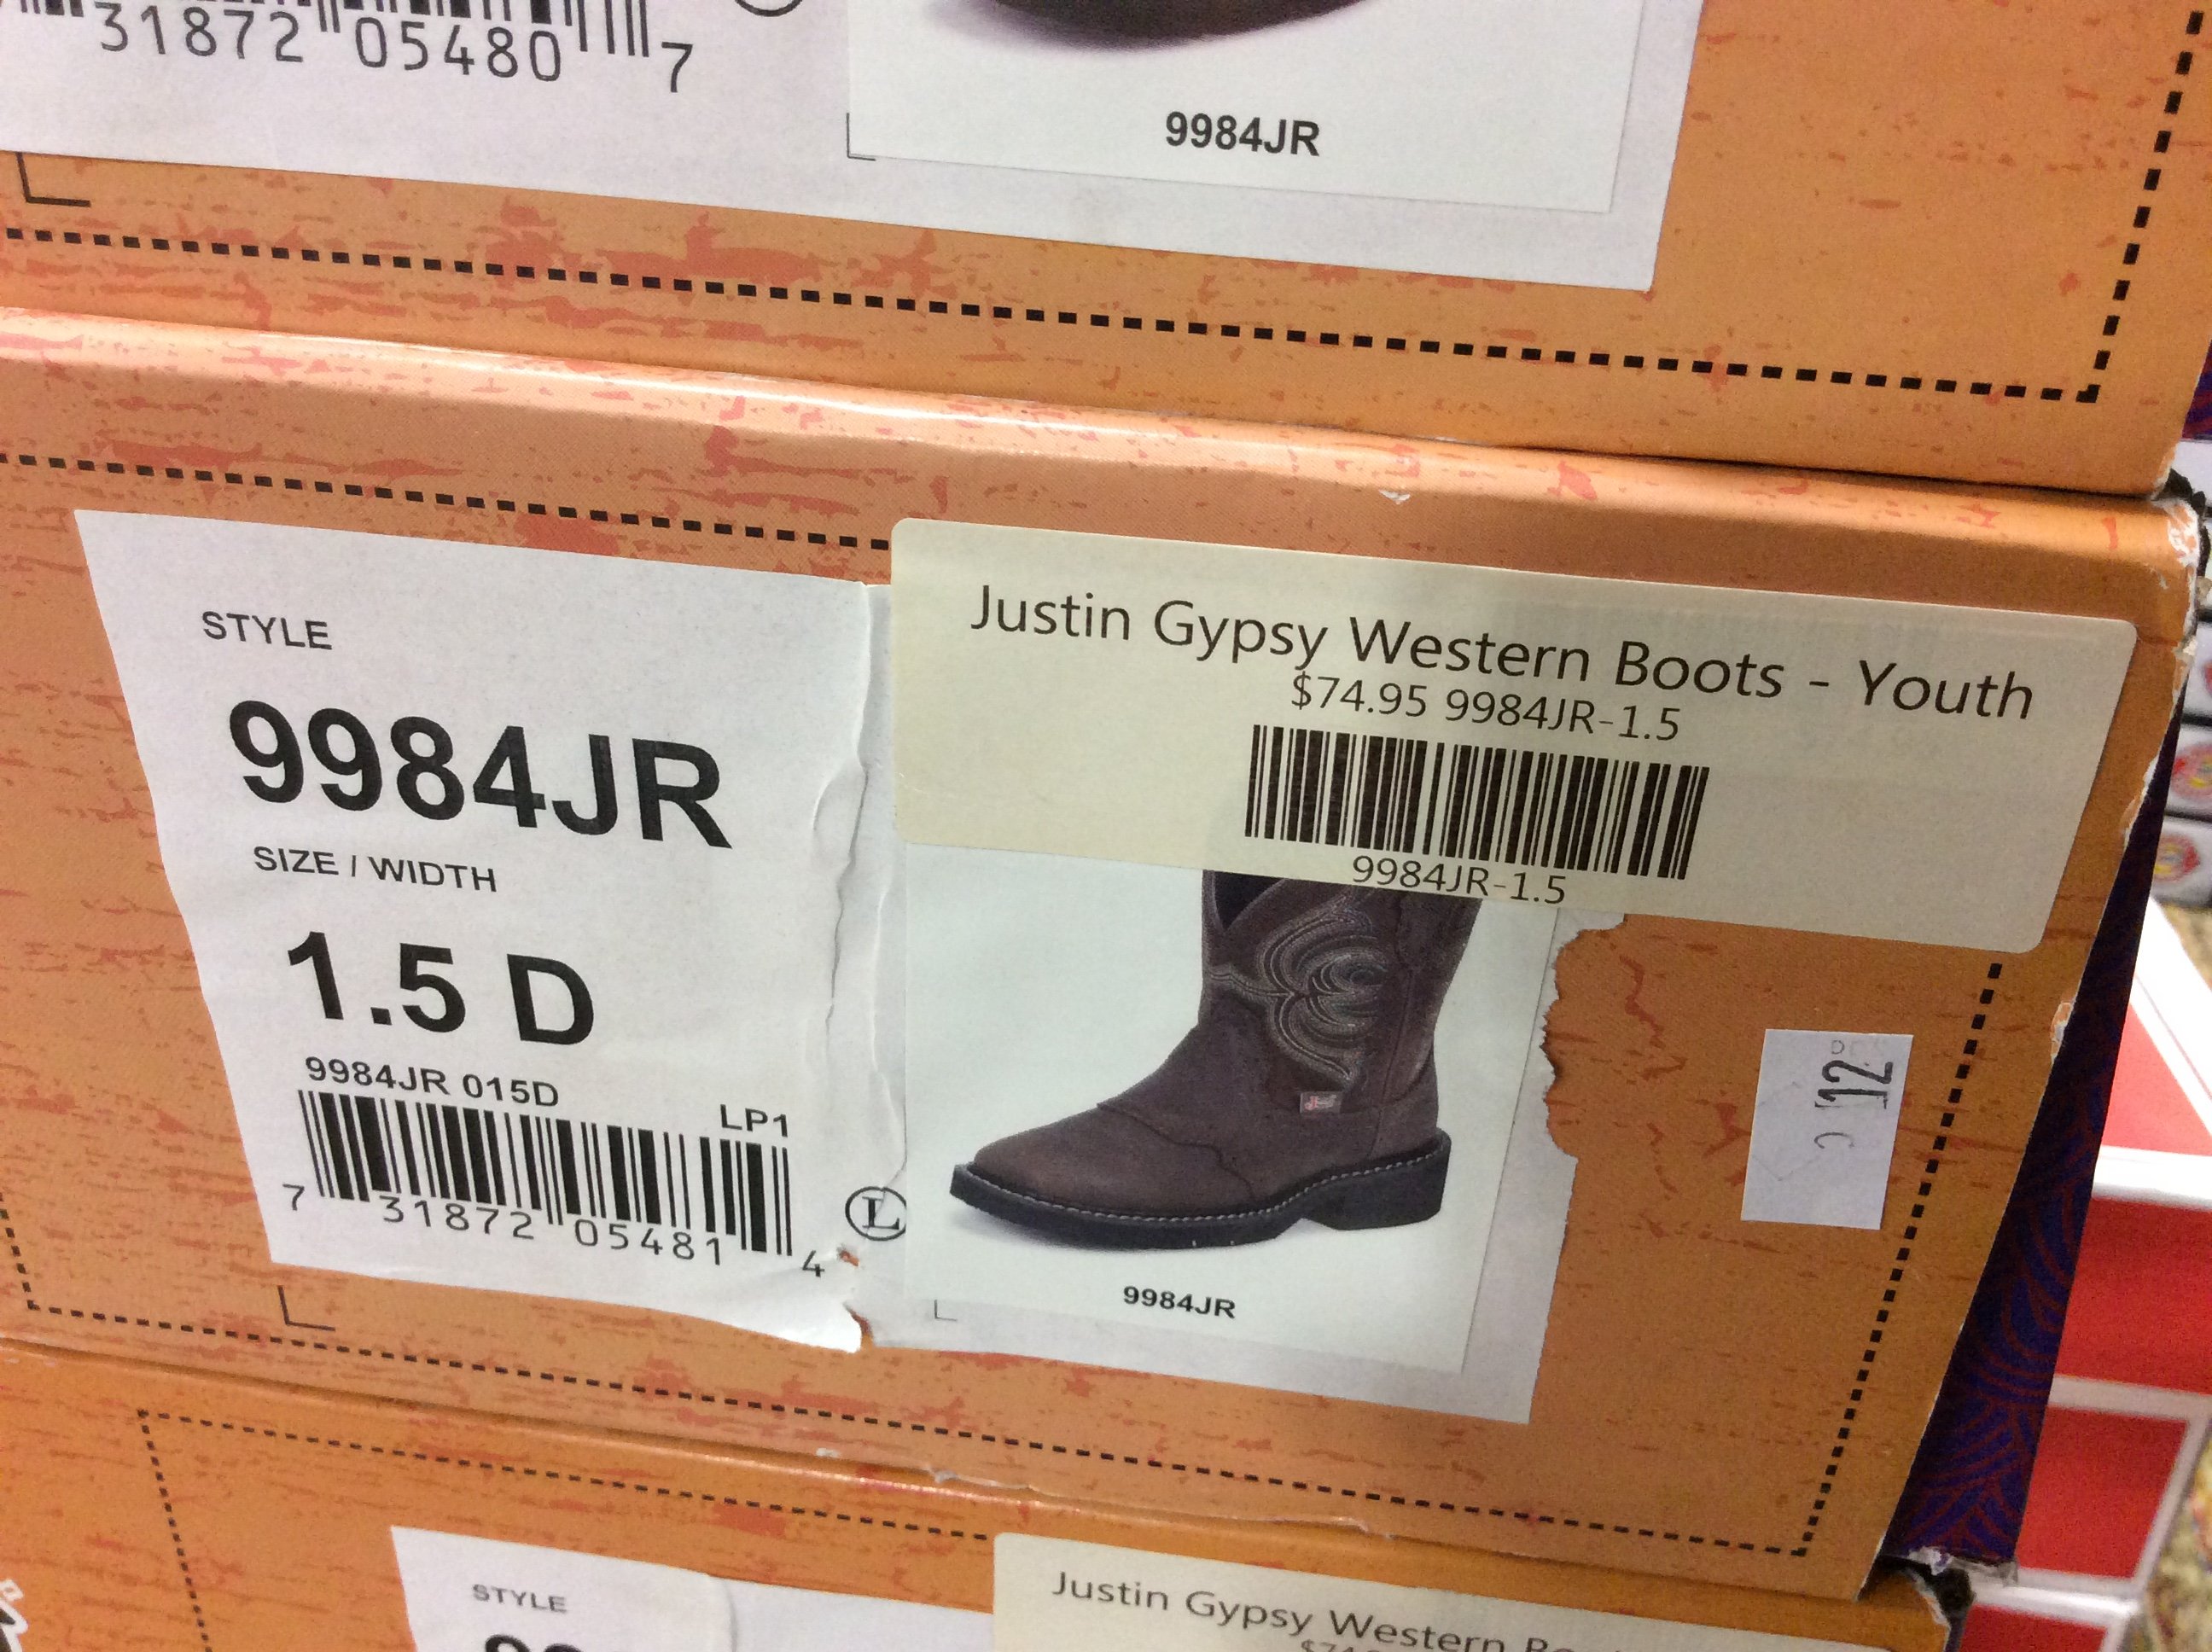 31872 05480 7
9984JR
STYLE
9984JR
SIZE / WIDTH
1.5 D
9984JR 015D
LP1
7 31872 05481 4
L
Justin Gypsy Western Boots - Youth
$74.95 9984JR-1.5
9984JR-1.5
9984JR
12
STYLE
Justin Gypsy Western